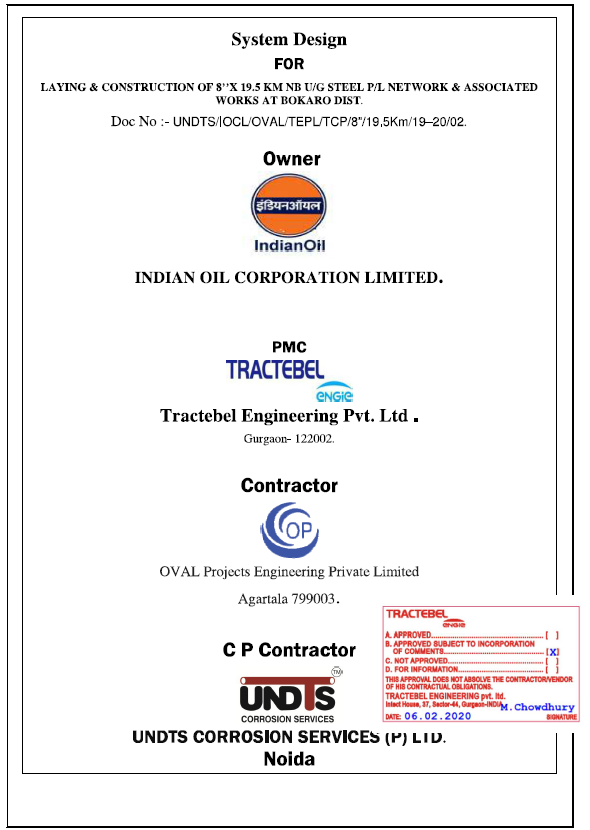 System Design
FOR
LAYING & CONSTRUCTION OF 8’’X 19.5 KM NB U/G STEEL P/L NETWORK & ASSOCIATED
WORKS AT BOKARO DIST.
Doc No :- UNDTS/IOCL/OVAL/TEPL/TCP/8"/19,5Km/19–20/02.
Owner
इंडियनऑयल
IndianOil
INDIAN OIL CORPORATION LIMITED.
PMC
TRACTEBEL
ENGIE
Tractebel Engineering Pvt. Ltd .
Gurgaon- 122002.
Contractor
OP
OVAL Projects Engineering Private Limited
Agartala 799003.
C P Contractor
TM
UNDTS
CORROSION SERVICES
UNDTS CORROSION SERVICES (P) LTD.
Noida
TRACTEBEL
ENGIE
A. APPROVED.................................................... [ ]
B. APPROVED SUBJECT TO INCORPORATION
OF COMMENTS.............................................. [X]
C. NOT APPROVED............................................ [ ]
D. FOR INFORMATION........................................ [ ]
THIS APPROVAL DOES NOT ABSOLVE THE CONTRACTOR/VENDOR
OF HIS CONTRACTUAL OBLIGATIONS.
TRACTEBEL ENGINEERING pvt. ltd.
Intact House, 37, Sector-44, Gurgaon-INDIA
M.Chowdhury
DATE: 06.02.2020 SIGNATURE